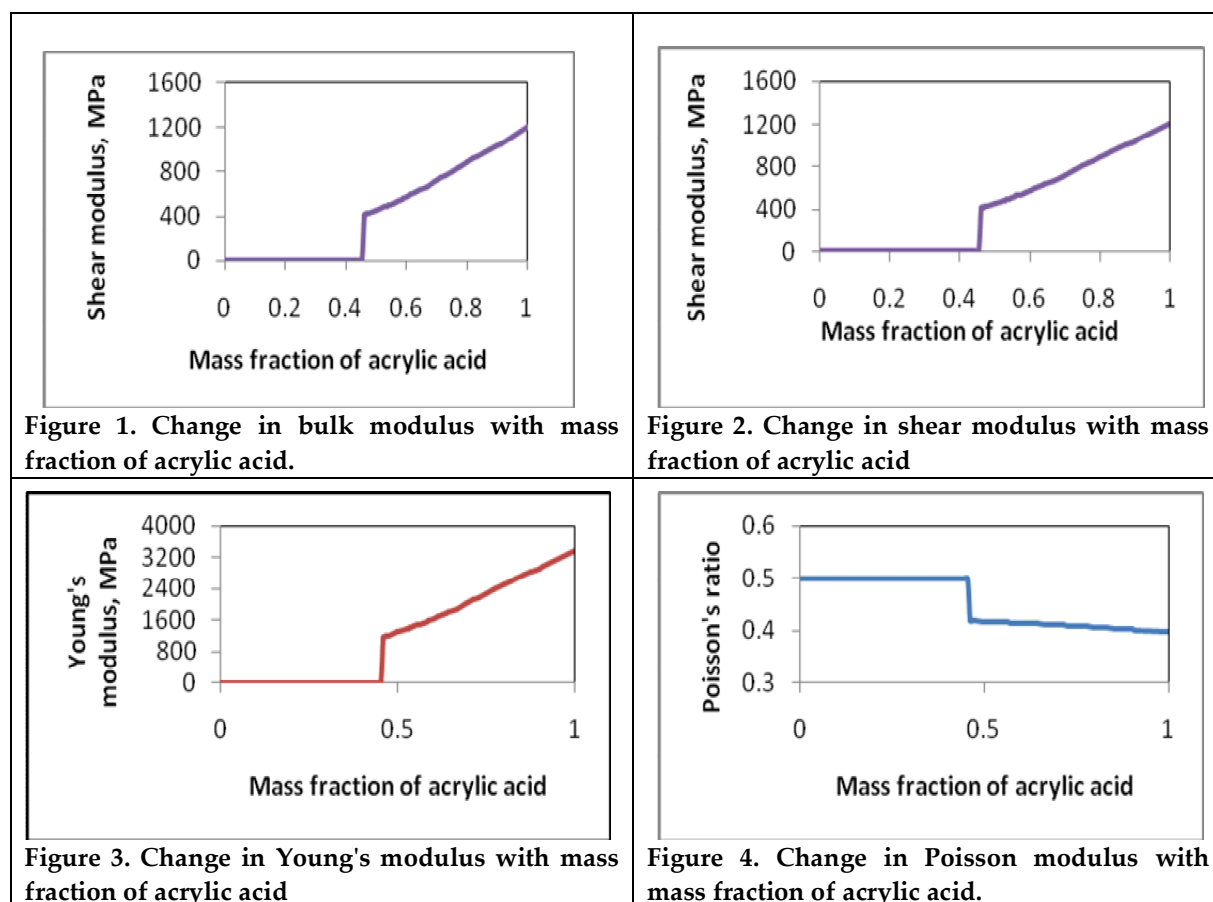 Shear modulus, MPa
1600
1200
800
400
0
0 0.2 0.4 0.6 0.8 1
Mass fraction of acrylic acid
Figure 1. Change in bulk modulus with mass
fraction of acrylic acid.
Shear modulus, MPa
1600
1200
800
400
0
0 0.2 0.4 0.6 0.8 1
Mass fraction of acrylic acid
Figure 2. Change in shear modulus with mass
fraction of acrylic acid
Young's
modulus, MPa
4000
3200
2400
1600
800
0
0 0.5 1
Mass fraction of acrylic acid
Figure 3. Change in Young's modulus with mass
fraction of acrylic acid
Poisson's ratio
0.6
0.5
0.4
0.3
0 0.5 1
Mass fraction of acrylic acid
Figure 4. Change in Poisson modulus with
mass fraction of acrylic acid.